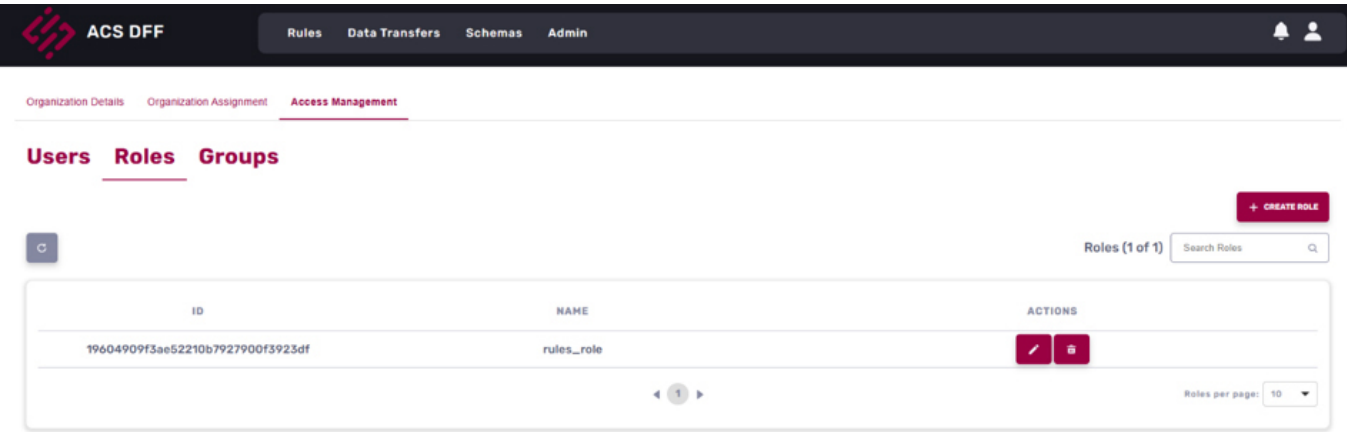 ACS DFF Rules Data Transfers Schemas Admin
Organization Details Organization Assignment Access Management
Users Roles Groups
+ CREATE ROLE
Roles (1 of 1) Search Roles
ID NAME ACTIONS
19604909f3ae52210b7927900f3923df rules_role
1 Roles per page: 10